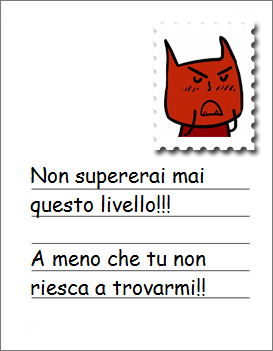 Non supererai mai
questo livello!!!
A meno che tu non
riesca a trovarmi!!